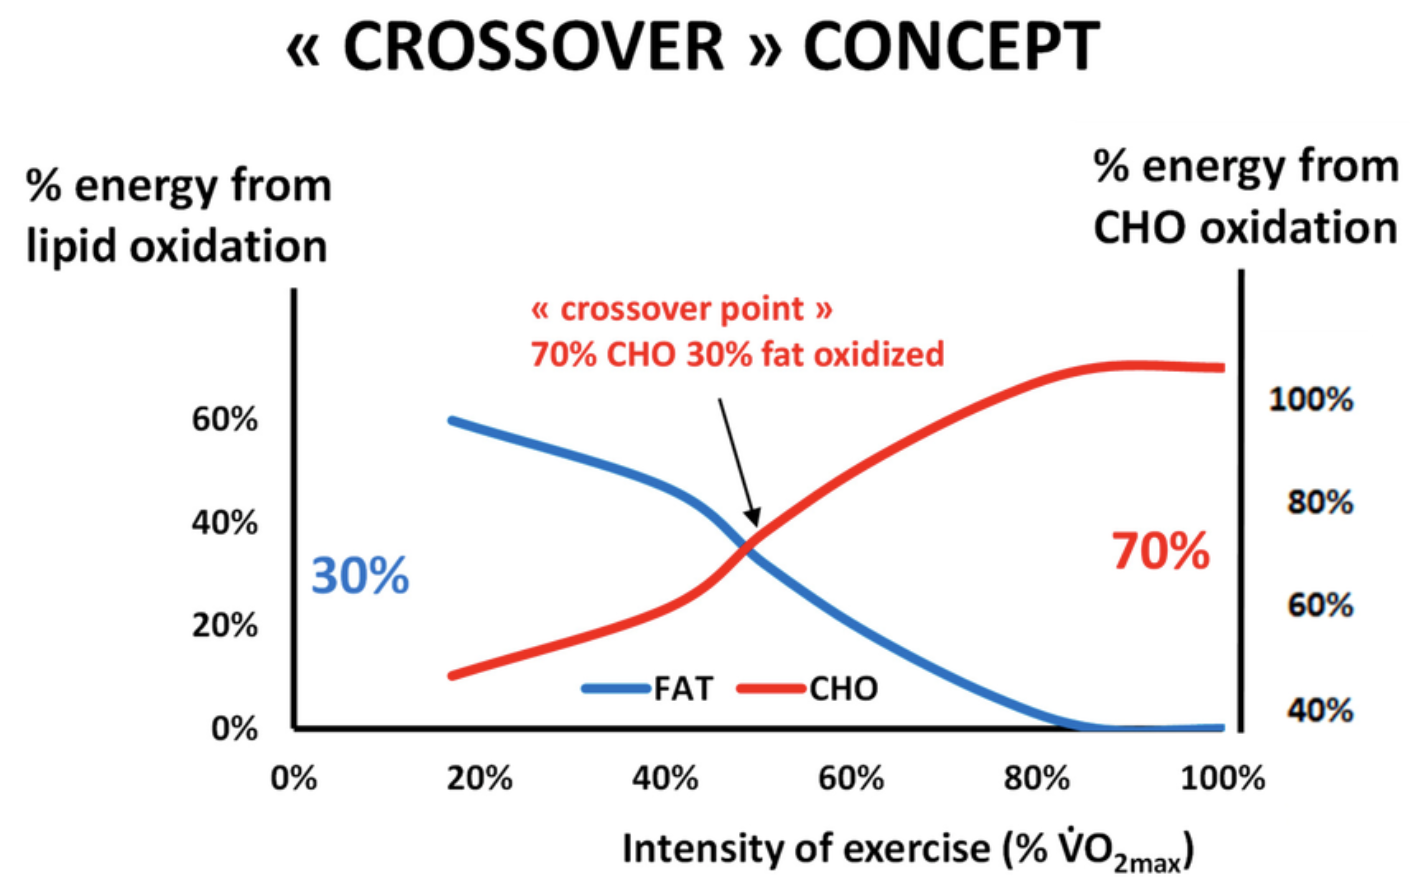 « CROSSOVER » CONCEPT
% energy from
lipid oxidation
% energy from
CHO oxidation
« crossover point »
70% CHO 30% fat oxidized
60%
40%
20%
0%
30%
70%
100%
80%
60%
40%
FAT
CHO
0% 20% 40% 60% 80% 100%
Intensity of exercise (% V̇O₂max)